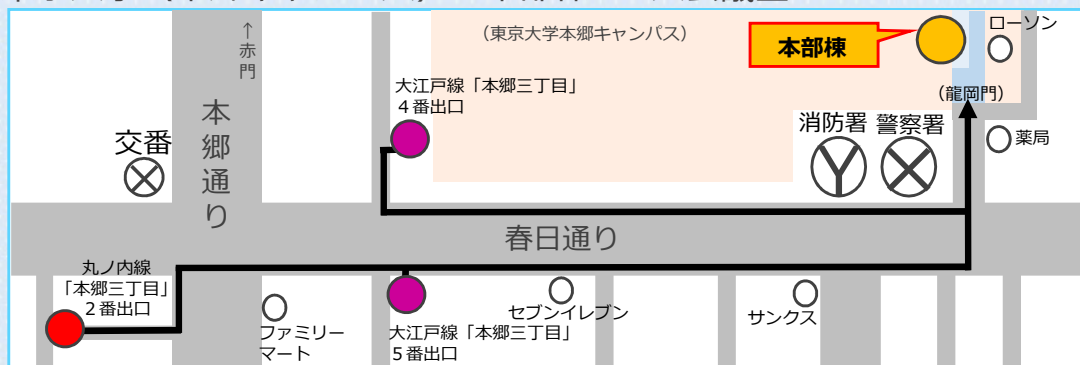 ↑赤門
(東京大学本郷キャンパス)
本部棟
ローソン
大江戸線「本郷三丁目」
4番出口
(龍岡門)
本郷通り
交番
消防署
警察署
薬局
春日通り
丸ノ内線
「本郷三丁目」
2番出口
ファミリー
マート
大江戸線「本郷三丁目」
5番出口
セブンイレブン
サンクス